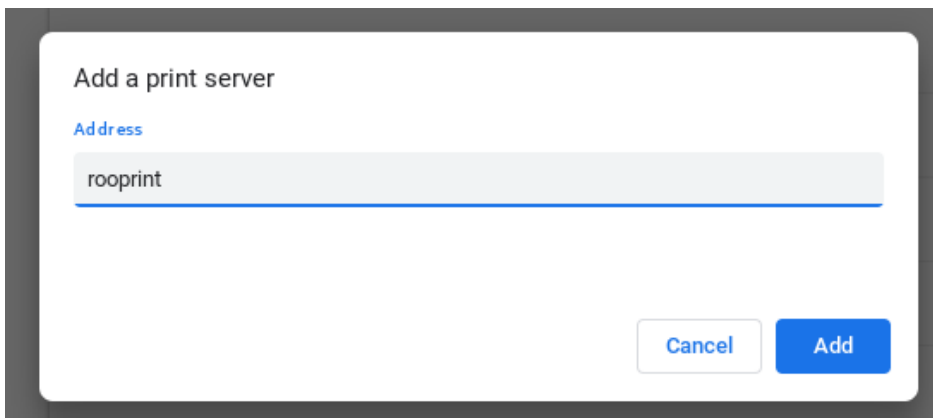 Add a print server
Address
rooprint
Cancel
Add